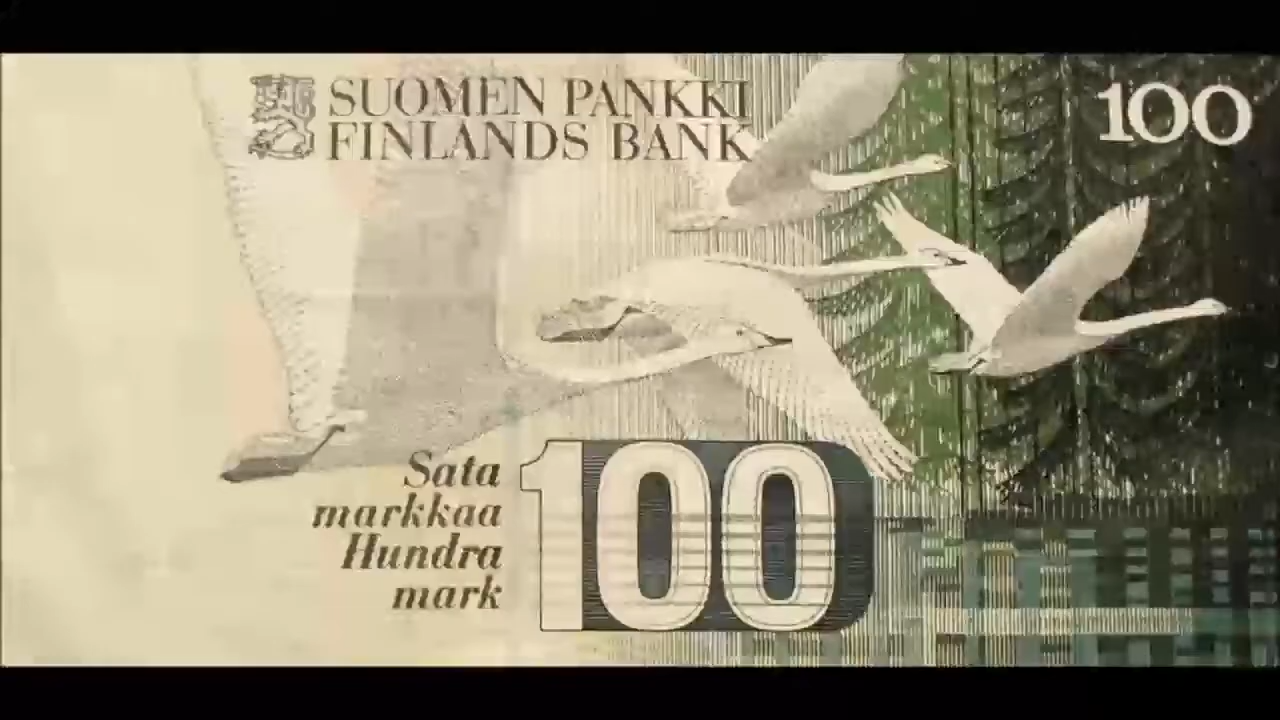 SUOMEN PANKKI
FINLANDS BANK
100
Sata
markkaa
Hundra
mark
100